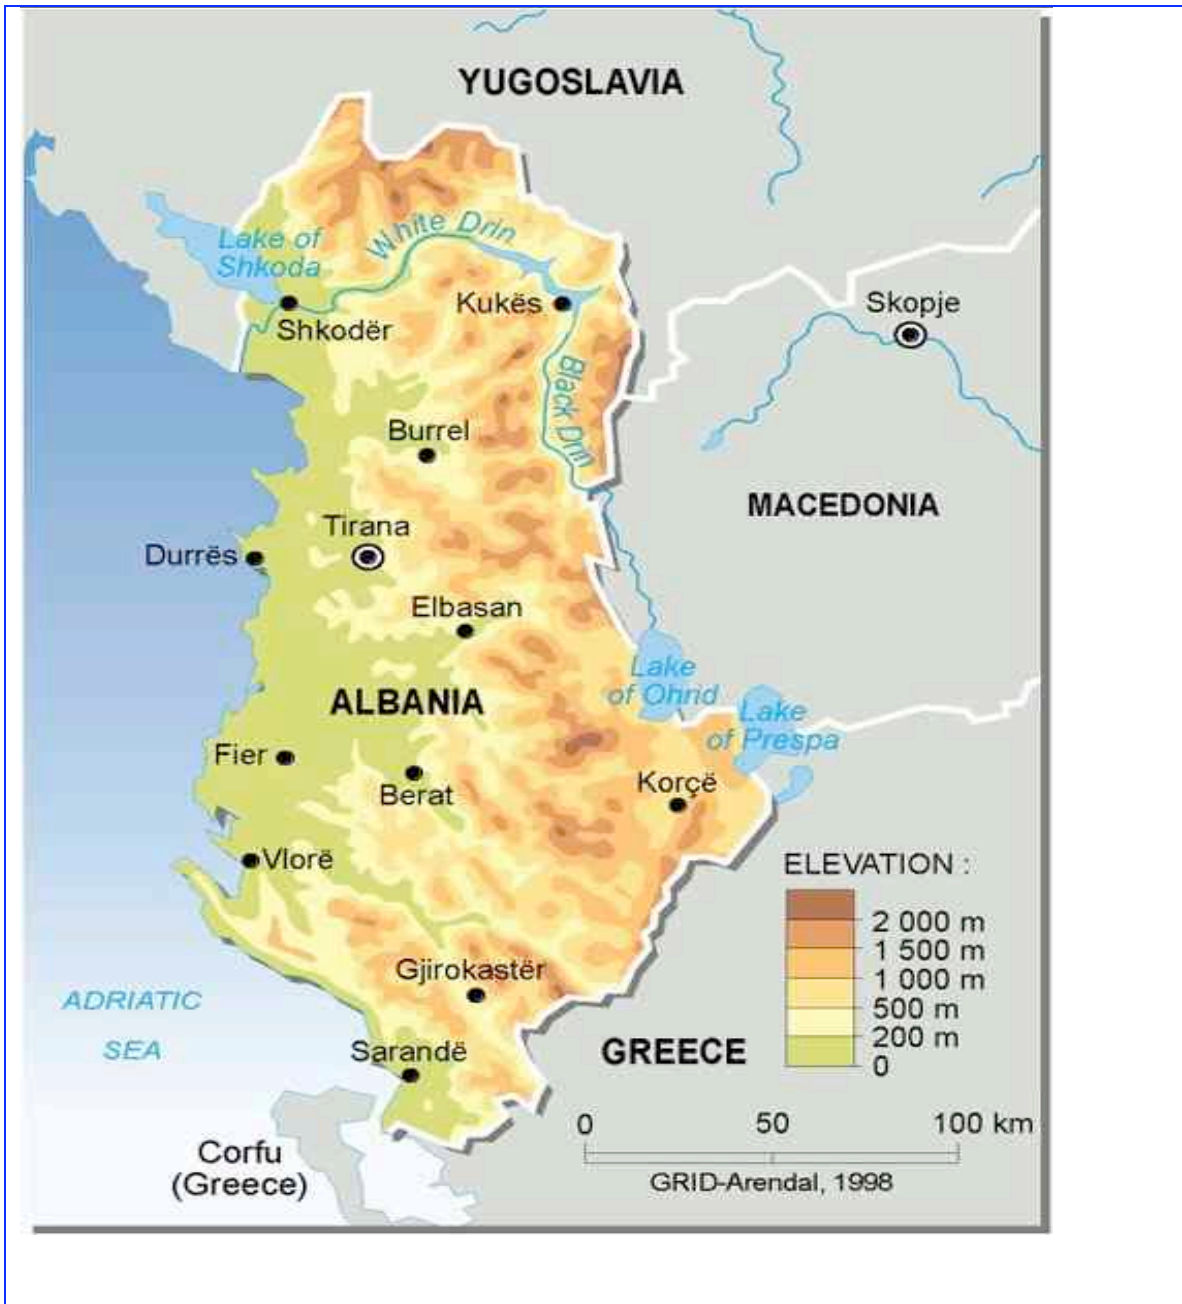 YUGOSLAVIA
White Drin
Lake of
Shkoda
Kukës
Shkodër
Skopje
Black Drin
Burrel
MACEDONIA
Tirana
Durrës
Elbasan
Lake
of Ohrid
ALBANIA
Lake
of Prespa
Fier
Korçë
Berat
Vlorë
ELEVATION :
2 000 m
1 500 m
1 000 m
500 m
200 m
0
Gjirokastër
ADRIATIC
SEA
Sarandë
GREECE
0 50 100 km
GRID-Arendal, 1998
Corfu
(Greece)